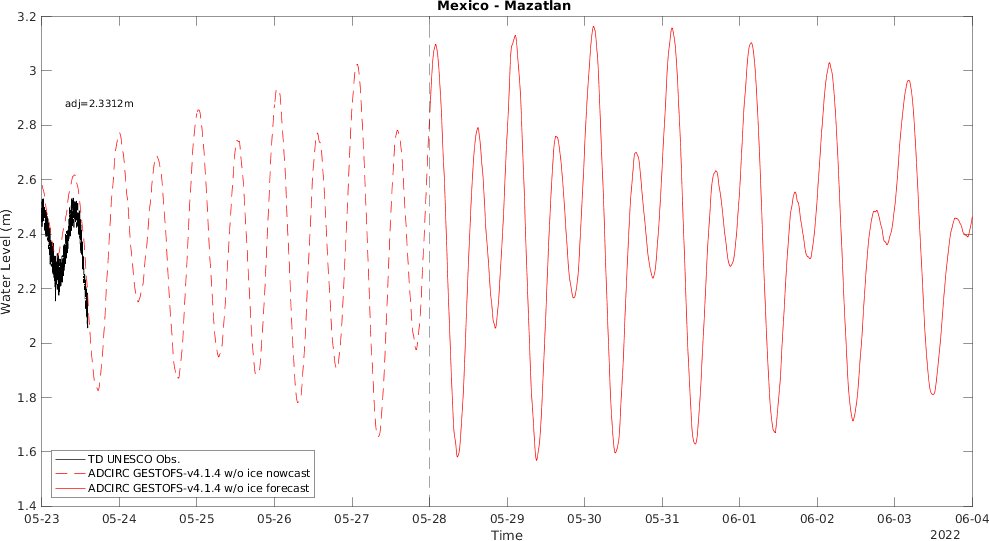 Mexico - Mazatlan
3.2
3
2.8
2.6
2.4
2.2
2
1.8
1.6
1.4
Water Level (m)
adj=2.3312m
TD UNESCO Obs.
ADCIRC GESTOFS-v4.1.4 w/o ice nowcast
ADCIRC GESTOFS-v4.1.4 w/o ice forecast
05-23 05-24 05-25 05-26 05-27 05-28 05-29 05-30 05-31 06-01 06-02 06-03 06-04
Time
2022